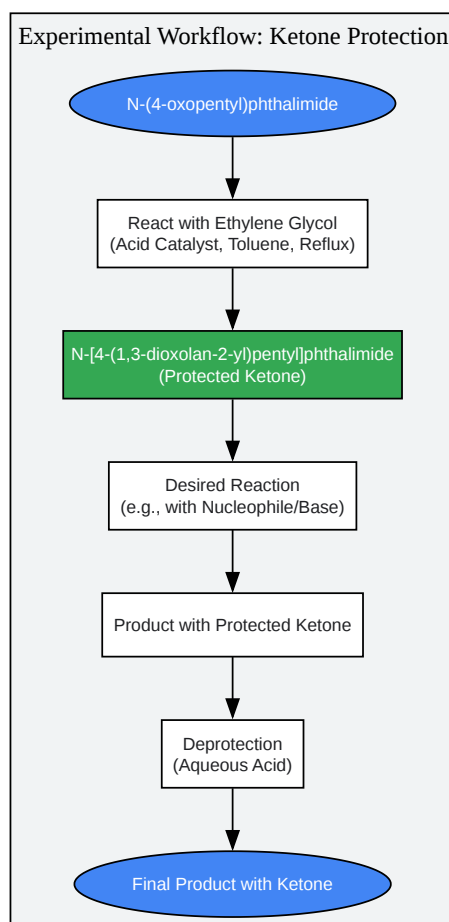 Experimental Workflow: Ketone Protection
N-(4-oxopentyl)phthalimide
React with Ethylene Glycol
(Acid Catalyst, Toluene, Reflux)
N-[4-(1,3-dioxolan-2-yl)pentyl]phthalimide
(Protected Ketone)
Desired Reaction
(e.g., with Nucleophile/Base)
Product with Protected Ketone
Deprotection
(Aqueous Acid)
Final Product with Ketone